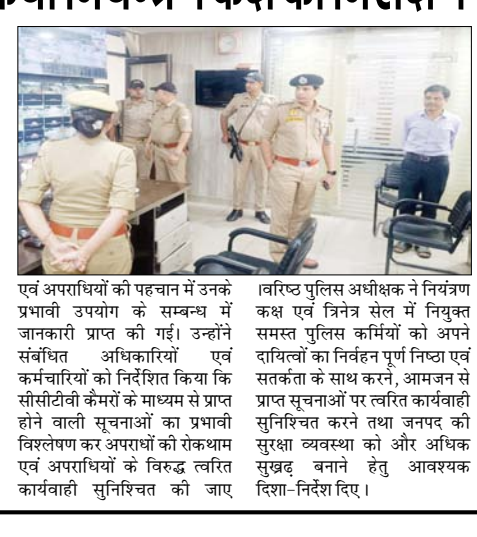 एवं अपराधियों की पहचान में उनके
प्रभावी उपयोग के सम्बन्ध में
जानकारी प्राप्त की गई। उन्होंने
संबंधित अधिकारियों एवं
कर्मचारियों को निर्देशित किया कि
सीसीटीवी कैमरों के माध्यम से प्राप्त
होने वाली सूचनाओं का प्रभावी
विश्लेषण कर अपराधों की रोकथाम
एवं अपराधियों के विरुद्ध त्वरित
कार्यवाही सुनिश्चित की जाए
।वरिष्ठ पुलिस अधीक्षक ने नियंत्रण
कक्ष एवं त्रिनेत्र सेल में नियुक्त
समस्त पुलिस कर्मियों को अपने
दायित्वों का निर्वहन पूर्ण निष्ठा एवं
सतर्कता के साथ करने, आमजन से
प्राप्त सूचनाओं पर त्वरित कार्यवाही
सुनिश्चित करने तथा जनपद की
सुरक्षा व्यवस्था को और अधिक
सुखढ़ बनाने हेतु आवश्यक
दिशा-निर्देश दिए।